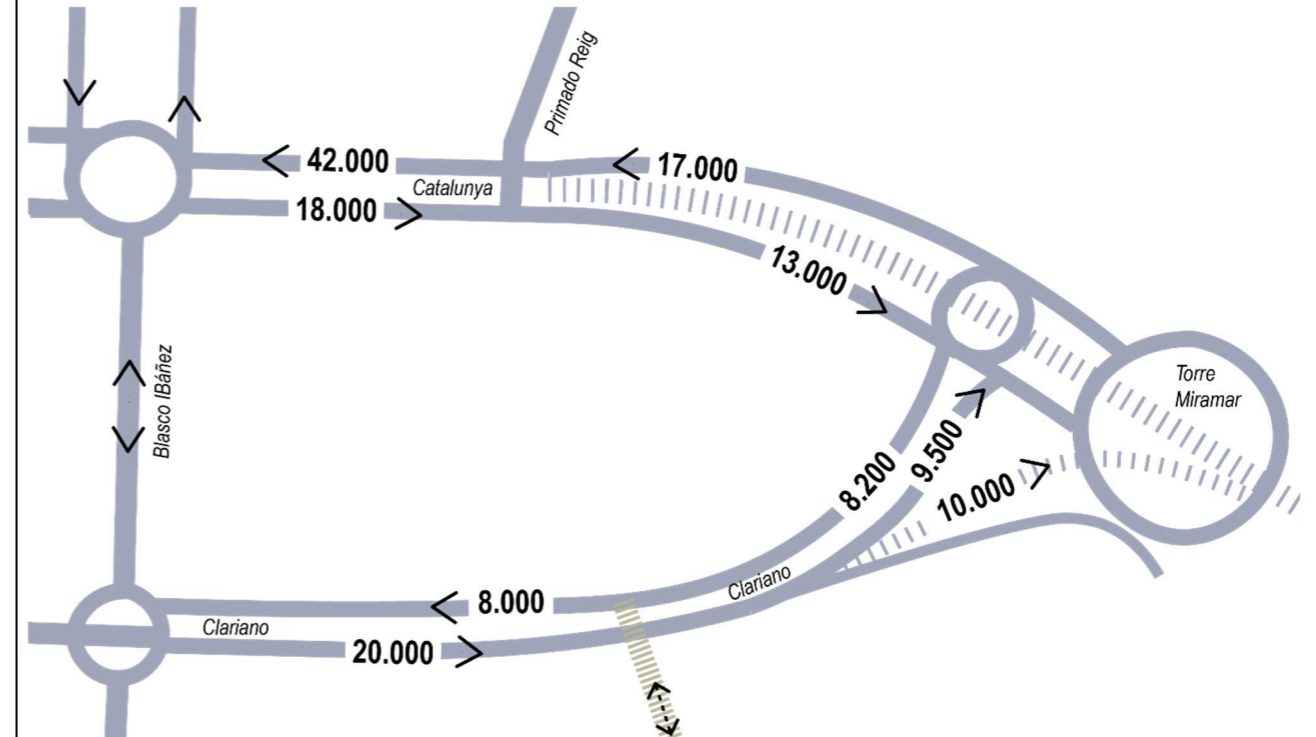 Primado Reig
42.000
17.000
Catalunya
18.000
13.000
Torre
Miramar
Blasco IBáñez
8.200
9.500
10.000
Clariano
8.000
Clariano
20.000